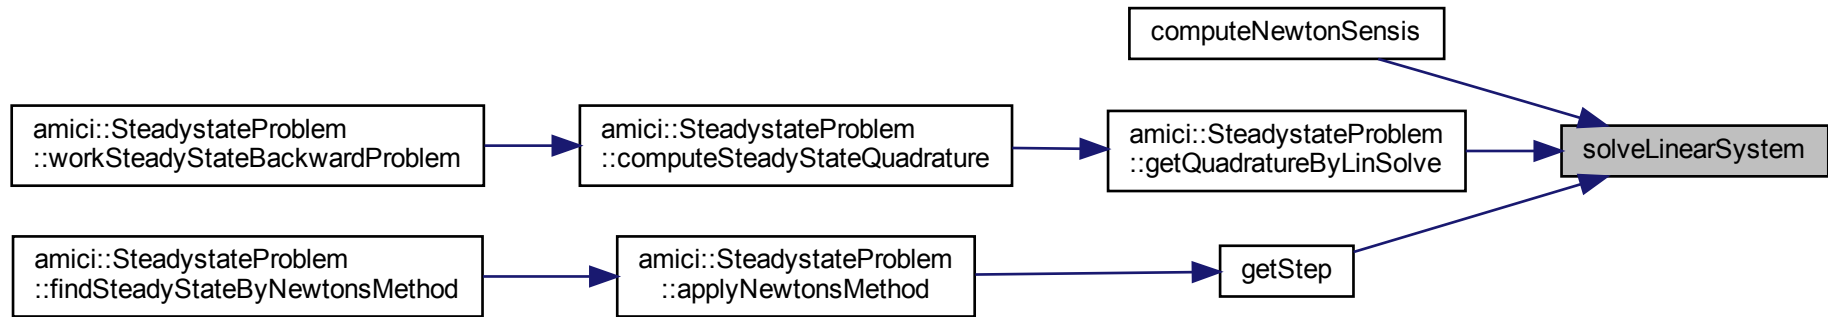 computeNewtonSensis
amici::SteadystateProblem
::workSteadyStateBackwardProblem
amici::SteadystateProblem
::computeSteadyStateQuadrature
amici::SteadystateProblem
::getQuadratureByLinSolve
solveLinearSystem
amici::SteadystateProblem
::findSteadyStateByNewtonsMethod
amici::SteadystateProblem
::applyNewtonsMethod
getStep